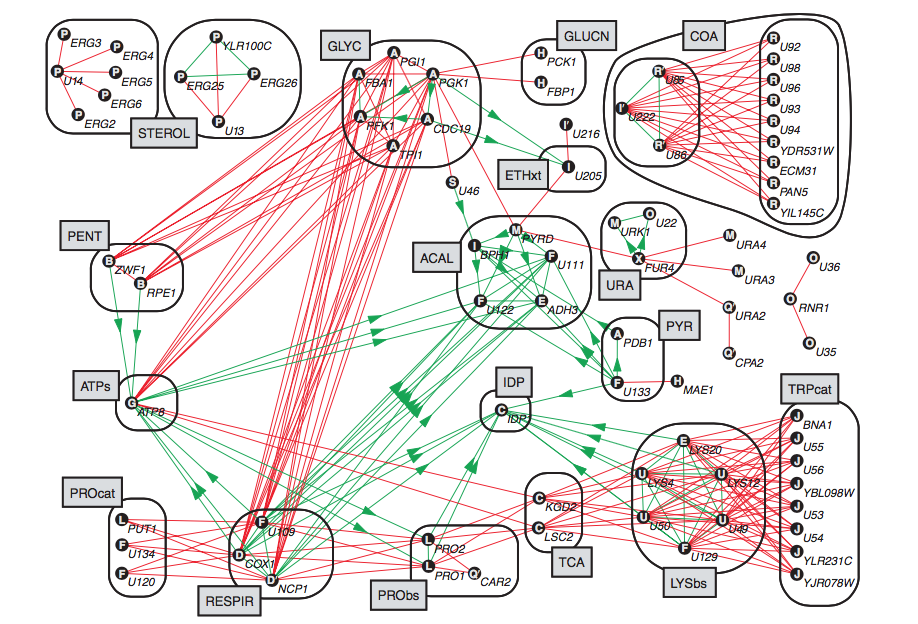 ERG3
ERG4
U14
ERG5
ERG6
ERG2
STEROL
YLR100C
ERG25
ERG26
U13
GLYC
PGI1
FBA1
PGK1
PFK1
CDC19
TPI1
GLUCN
PCK1
FBP1
U216
ETHxt
U205
U46
COA
U222
U86
U92
U98
U96
U93
U94
YDR531W
ECM31
PAN5
YIL145C
PENT
ZWF1
RPE1
ACAL
PYRD
BPH1
U111
U122
ADH3
URK1
U22
FUR4
URA
URA4
URA3
URA2
CPA2
U36
RNR1
U35
PYR
PDB1
U133
MAE1
ATPs
ATP8
IDP
IDP1
TRPcat
BNA1
U55
U56
YBL098W
U53
U54
YLR231C
YJR078W
LYS20
LYS4
LYS12
U50
U49
U129
LYSbs
PROcat
PUT1
U134
U120
U109
COX1
NCP1
RESPIR
PRO2
PRO1
CAR2
PRObs
KGD2
LSC2
TCA